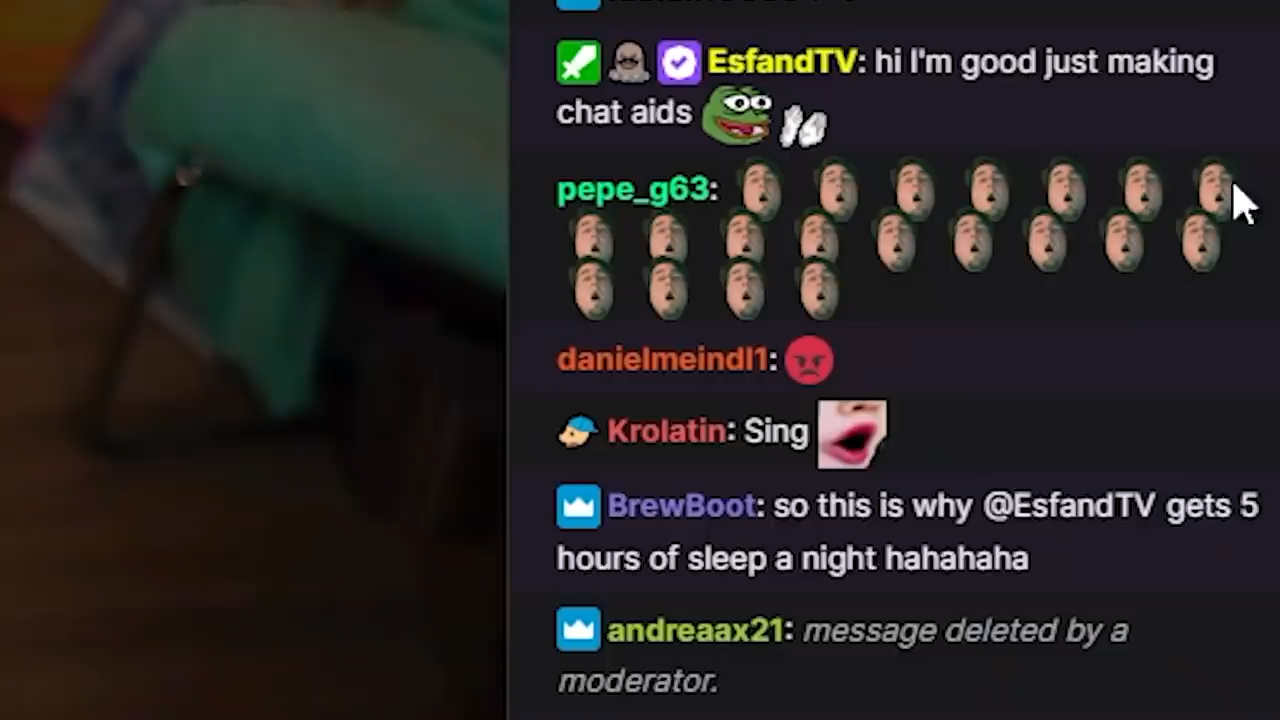 EsfandTV: hi I'm good just making
chat aids
pepe_g63:
danielmeindl1:
Krolatin: Sing
BrewBoot: so this is why @EsfandTV gets 5
hours of sleep a night hahahaha
andreaax21: message deleted by a
moderator.